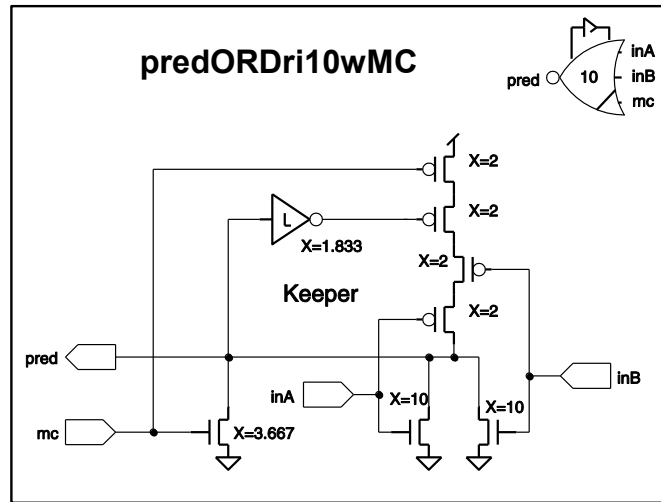 predORDri10wMC
inA
pred
10
inB
mc
X=2
X=2
L
X=1.833
X=2
Keeper
X=2
pred
inA
inB
X=10
X=10
mc
X=3.667